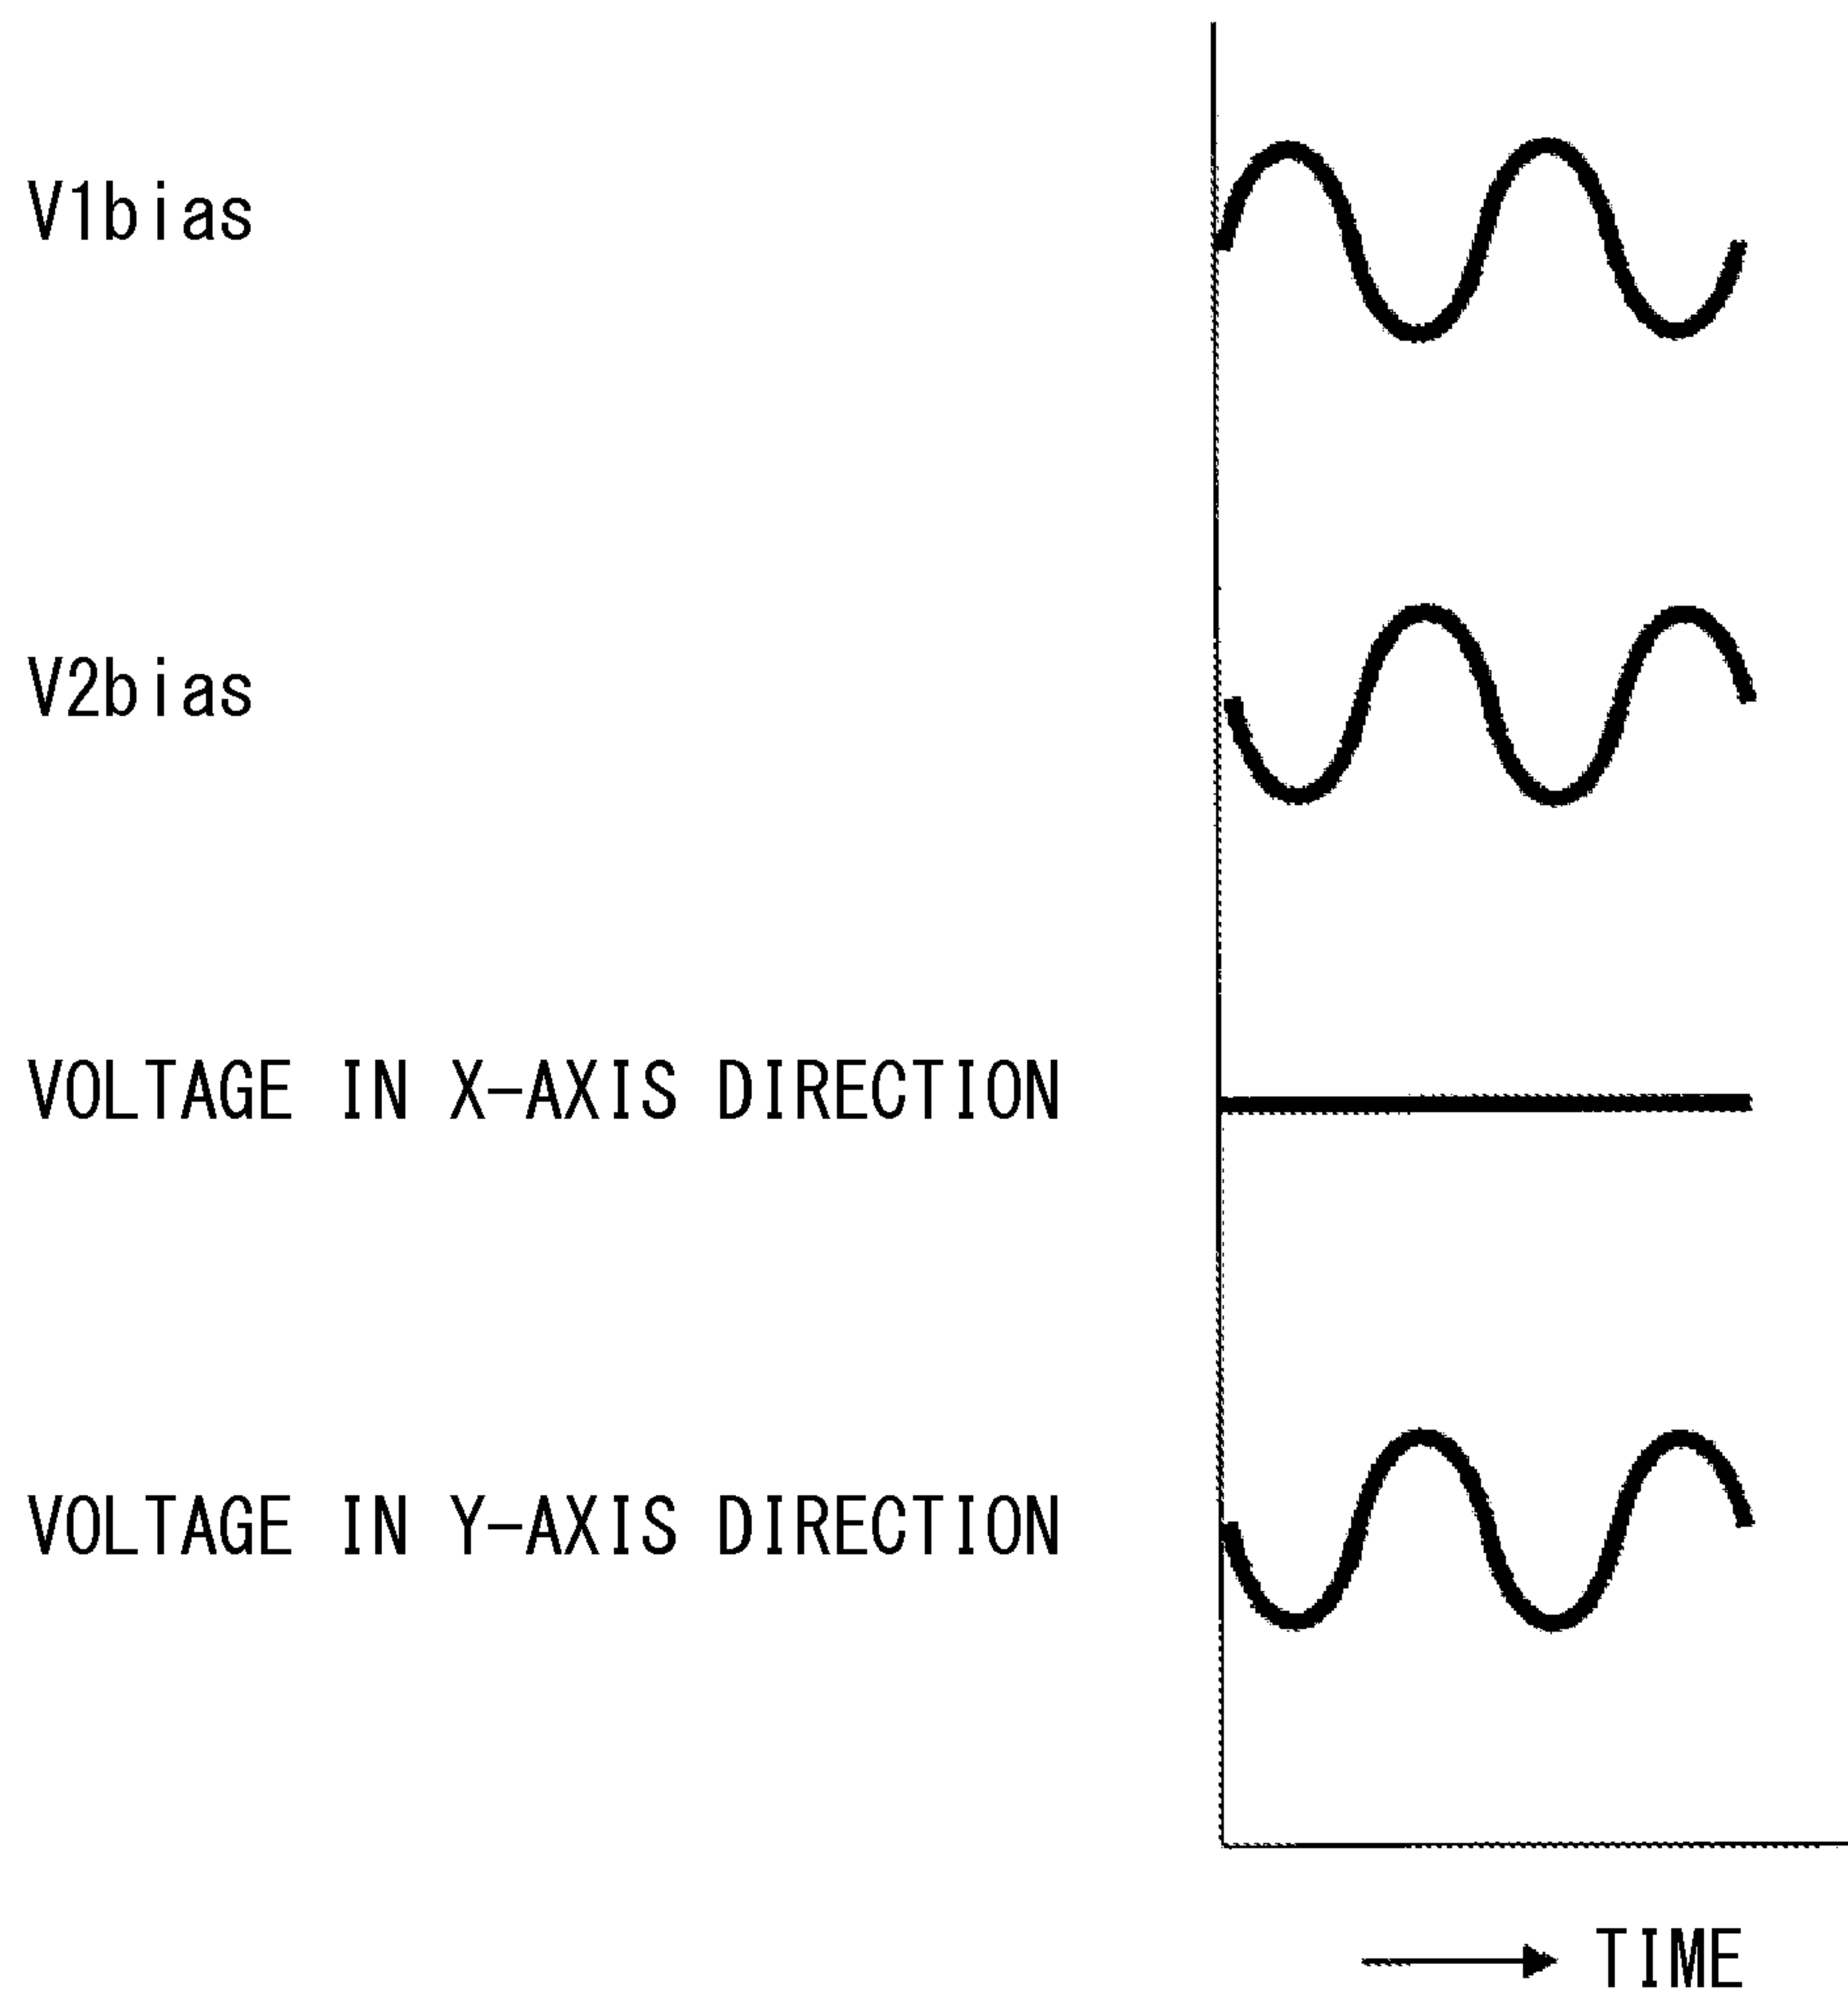 V1bias
V2bias
VOLTAGE IN X-AXIS DIRECTION
VOLTAGE IN Y-AXIS DIRECTION
TIME